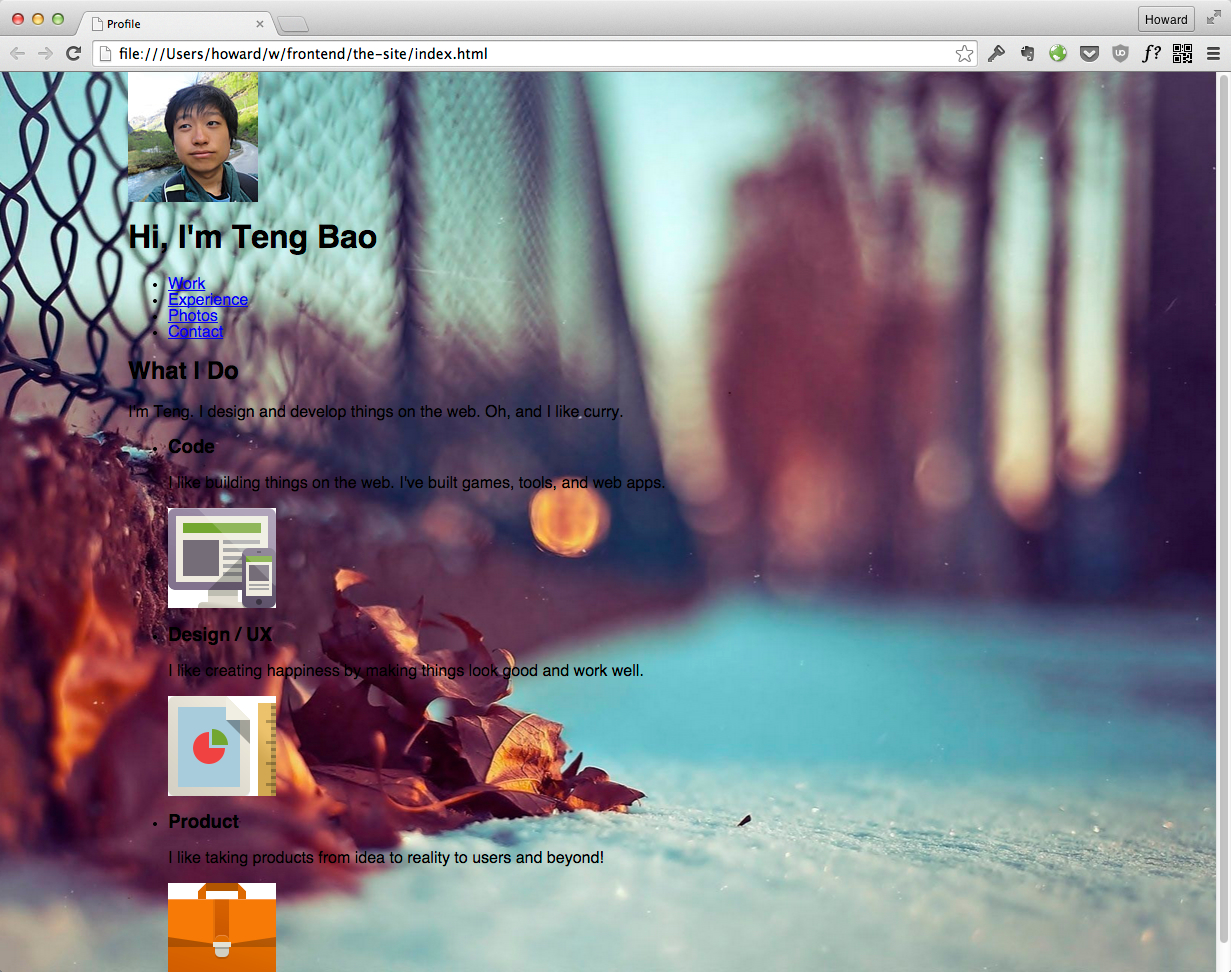 Profile
Howard
file:///Users/howard/w/frontend/the-site/index.html
UD
f?
Hi, I'm Teng Bao
Work
Experience
Photos
Contact
What I Do
I'm Teng. I design and develop things on the web. Oh, and I like curry.
Code
I like building things on the web. I've built games, tools, and web apps.
Design / UX
I like creating happiness by making things look good and work well.
Product
I like taking products from idea to reality to users and beyond!